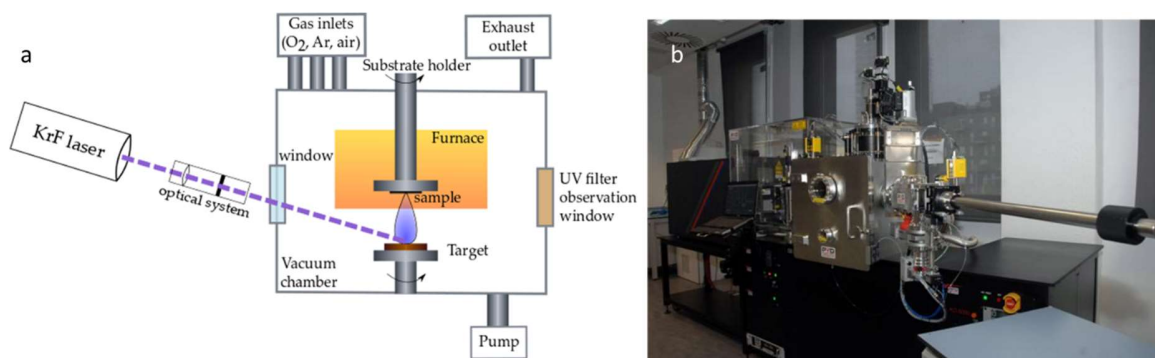 a
Gas inlets
(O2, Ar, air)
Exhaust
outlet
Substrate holder
KrF laser
Furnace
window
optical system
sample
UV filter
observation
window
Target
Vacuum
chamber
Pump
b